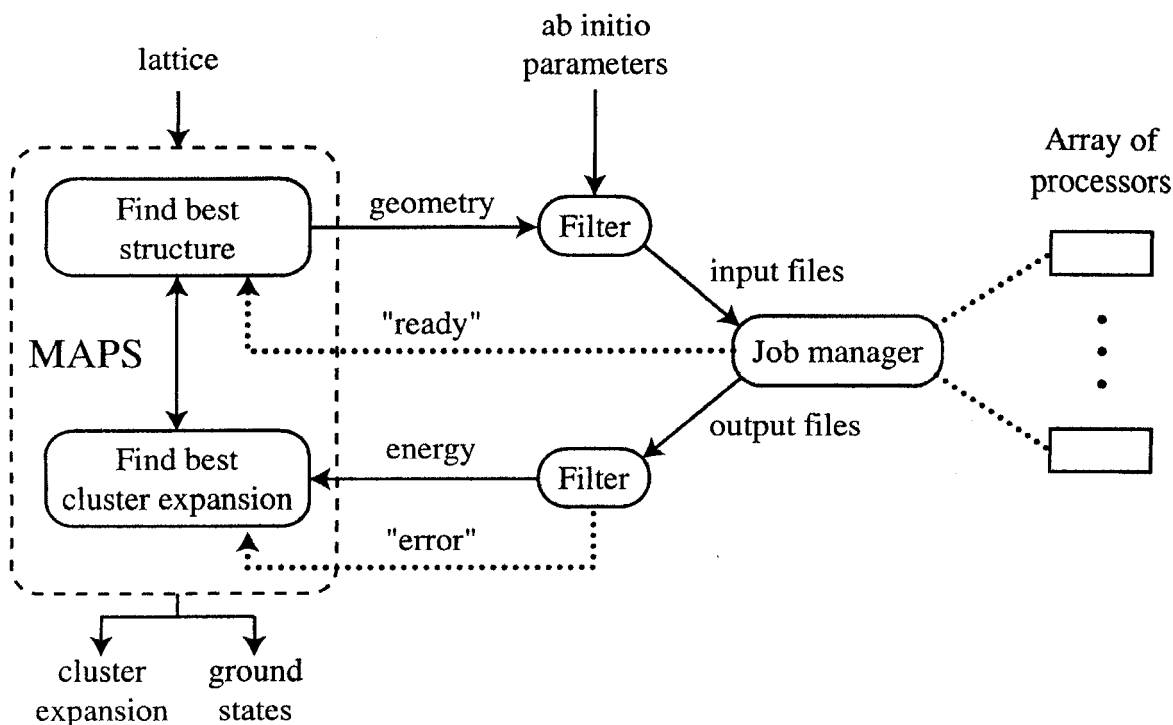 ab initio
parameters
lattice
Array of
processors
Find best
structure
geometry
Filter
input files
"ready"
MAPS
Job manager
output files
Find best
cluster expansion
energy
Filter
"error"
cluster
expansion
ground
states